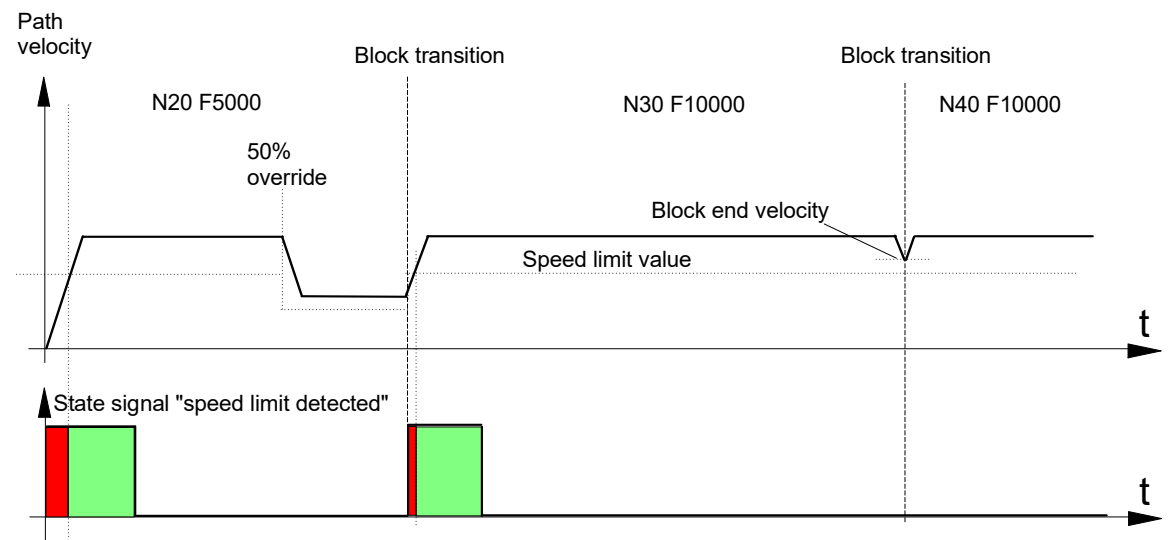 Path
velocity
Block transition
Block transition
N20 F5000
N30 F10000
N40 F10000
50%
override
Block end velocity
Speed limit value
t
State signal "speed limit detected"
t